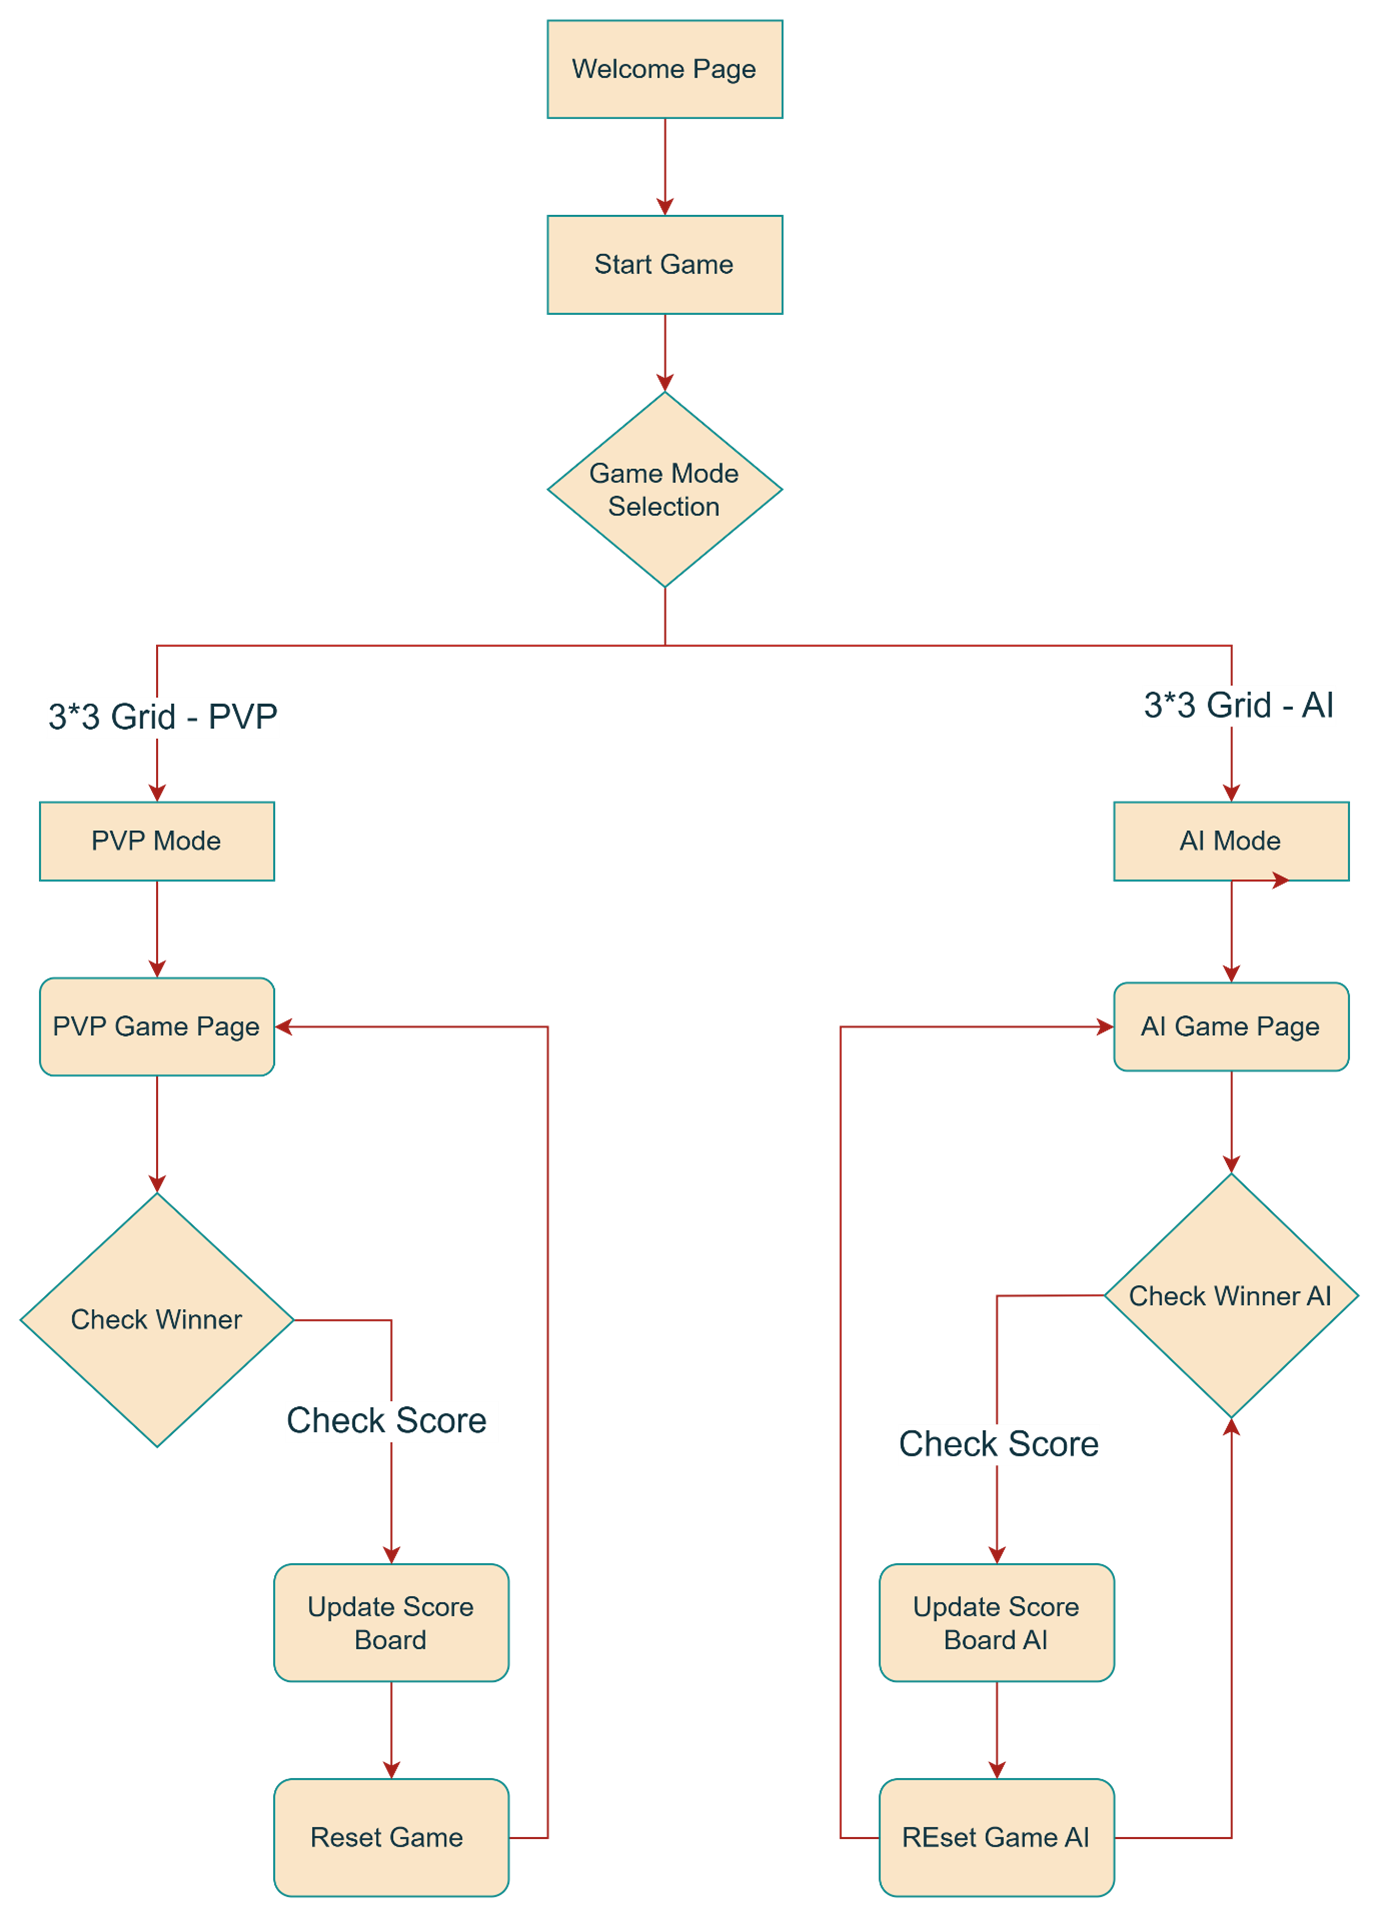 Welcome Page
Start Game
Game Mode
Selection
3*3 Grid - PVP
3*3 Grid - AI
PVP Mode
AI Mode
PVP Game Page
AI Game Page
Check Winner
Check Winner AI
Check Score
Check Score
Update Score
Board
Update Score
Board AI
Reset Game
REset Game AI